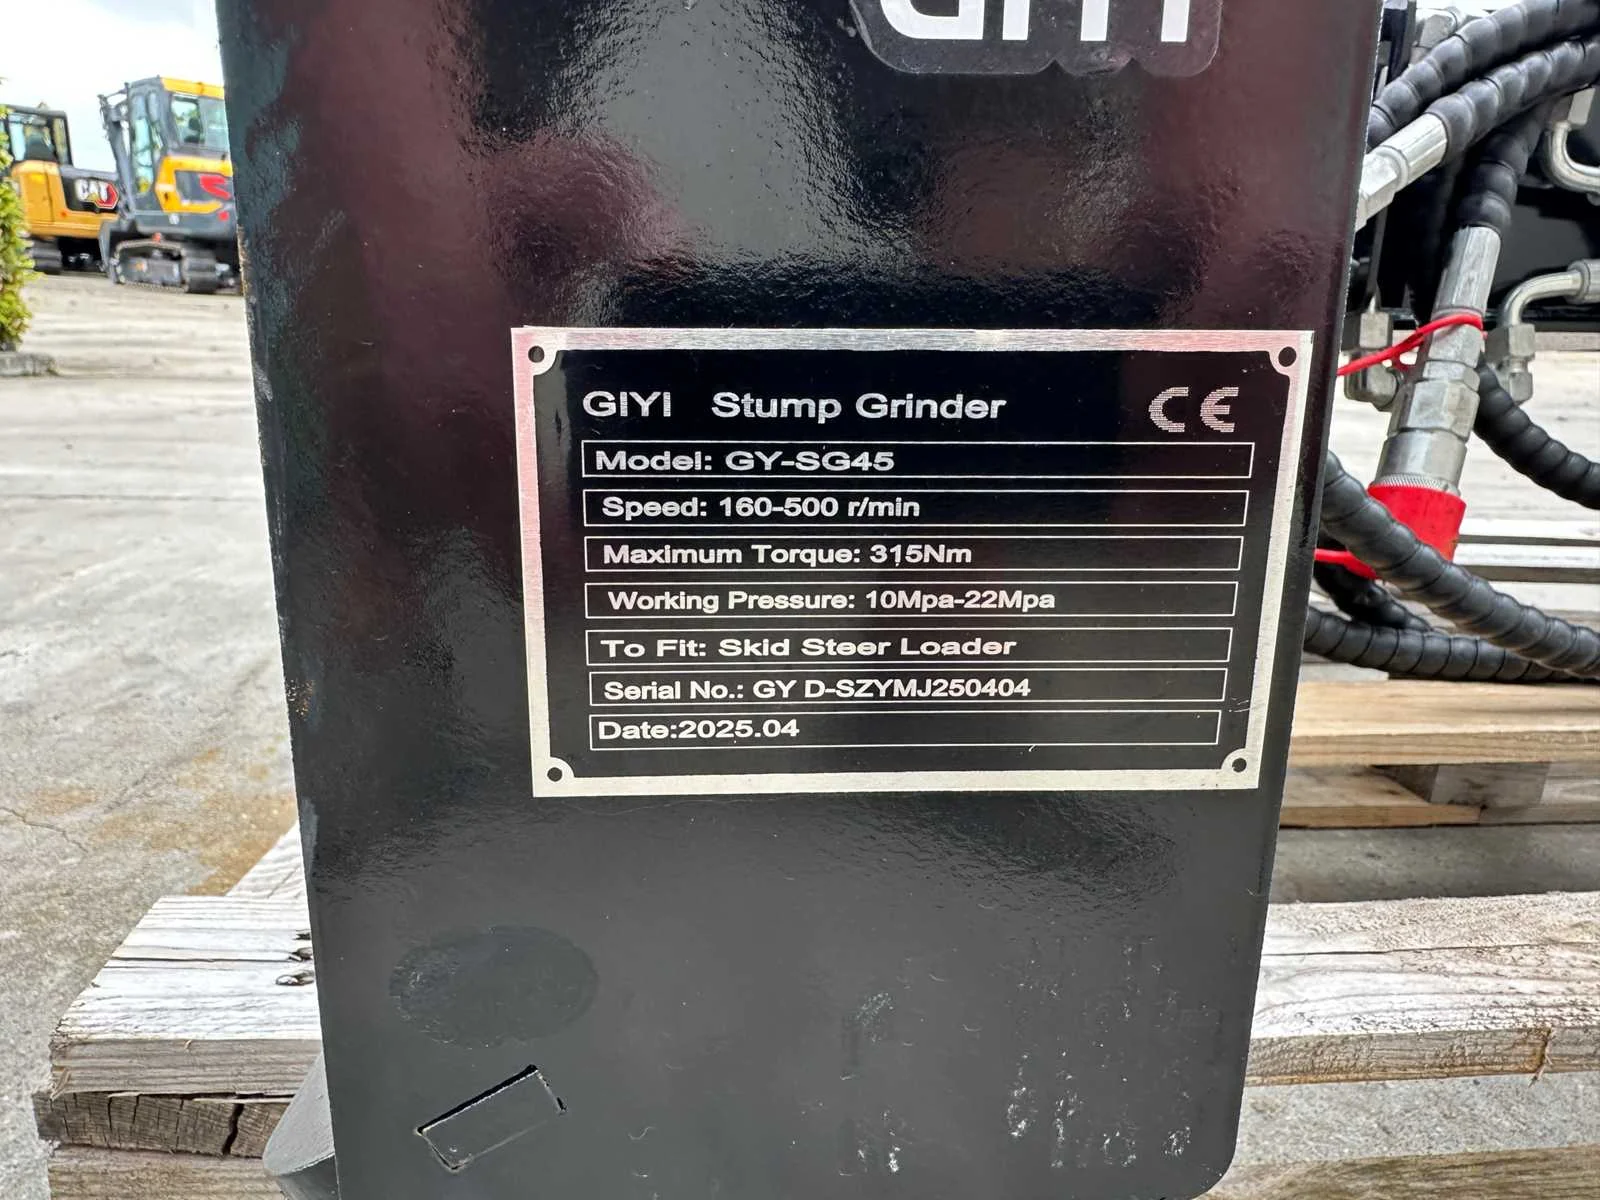 CAT
GIYI Stump Grinder CE
Model: GY-SG45
Speed: 160-500 r/min
Maximum Torque: 315Nm
Working Pressure: 10Mpa-22Mpa
To Fit: Skid Steer Loader
Serial No.: GY D-SZYMJ250404
Date:2025.04